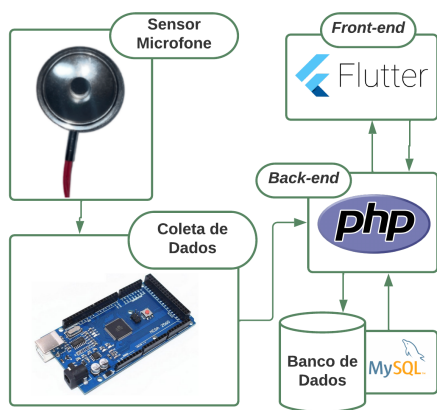 Sensor
Microfone
Front-end
Flutter
Back-end
php
Coleta de
Dados
Banco de
Dados
MySQL